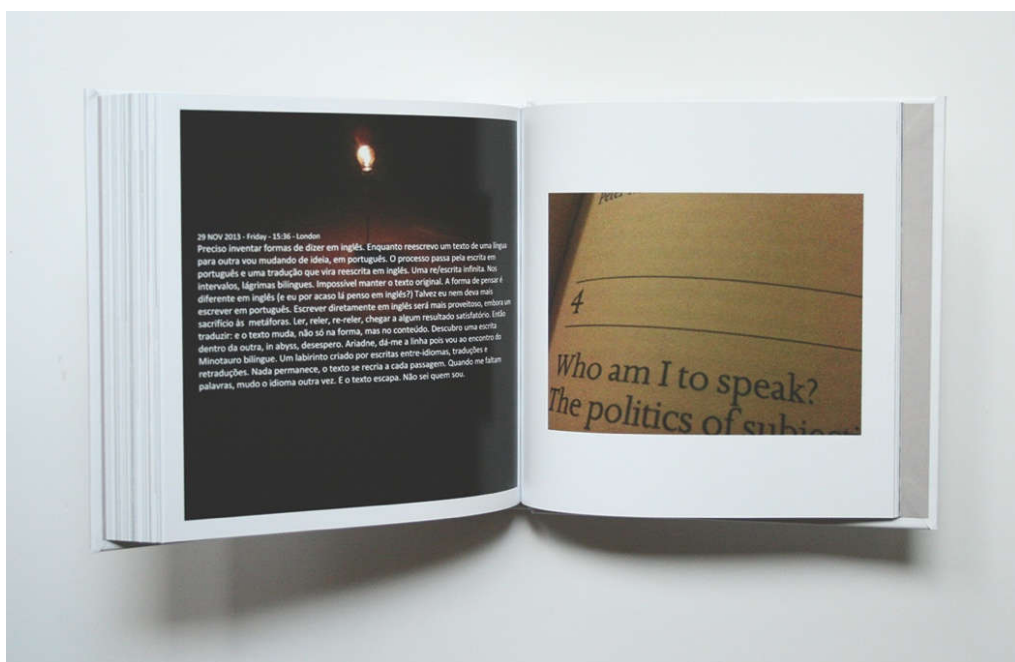 29 NOV 2013 - Friday - 15:36 - London
Preciso inventar formas de dizer em inglês. Enquanto reescrevo um texto de uma língua
para outra vou mudando de ideia, em português. O processo passa pela escrita em
português e uma tradução que vira reescrita em inglês. Uma re/escrita infinita. Nos
intervalos, lágrimas bilíngues. Impossível manter o texto original. A forma de pensar é
diferente em inglês (e eu por acaso lá penso em inglês?) Talvez eu nem deva mais
escrever em português. Escrever diretamente em inglês será mais proveitoso, embora um
sacrifício às metáforas. Ler, reler, re-reler, chegar a algum resultado satisfatório. Então
traduzir: e o texto muda, não só na forma, mas no conteúdo. Descubro uma escrita
dentro da outra, in abyss, desespero. Ariadne, dá-me a linha pois vou ao encontro do
Minotauro bilíngue. Um labirinto criado por escritas entre-idiomas, traduções e
retraduções. Nada permanece, o texto se recria a cada passagem. Quando me faltam
palavras, mudo o idioma outra vez. E o texto escapa. Não sei quem sou.
Peter
4
Who am I to speak?
The politics of subjecti